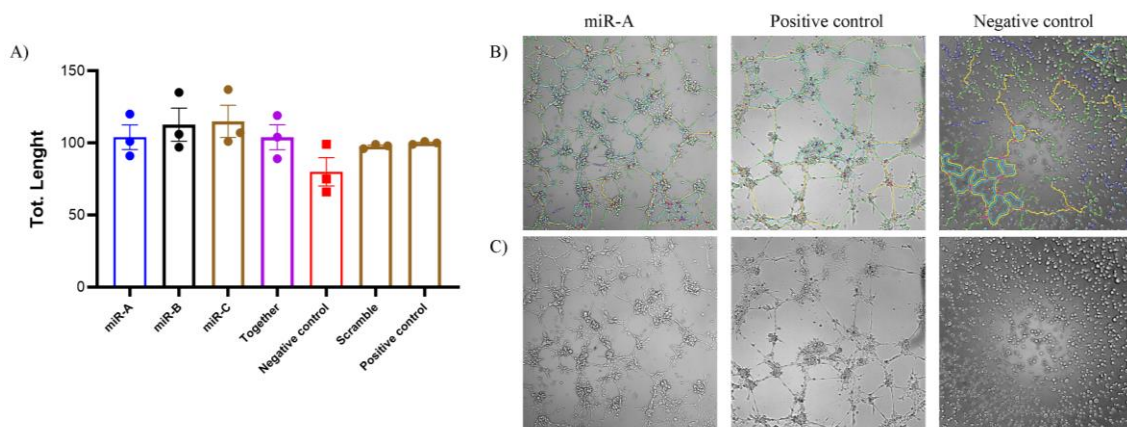 A)
150
100
50
0
Tot. Lenght
miR-A
miR-B
miR-C
Together
Negative control
Scramble
Positive control
miR-A
Positive control
Negative control
B)
C)